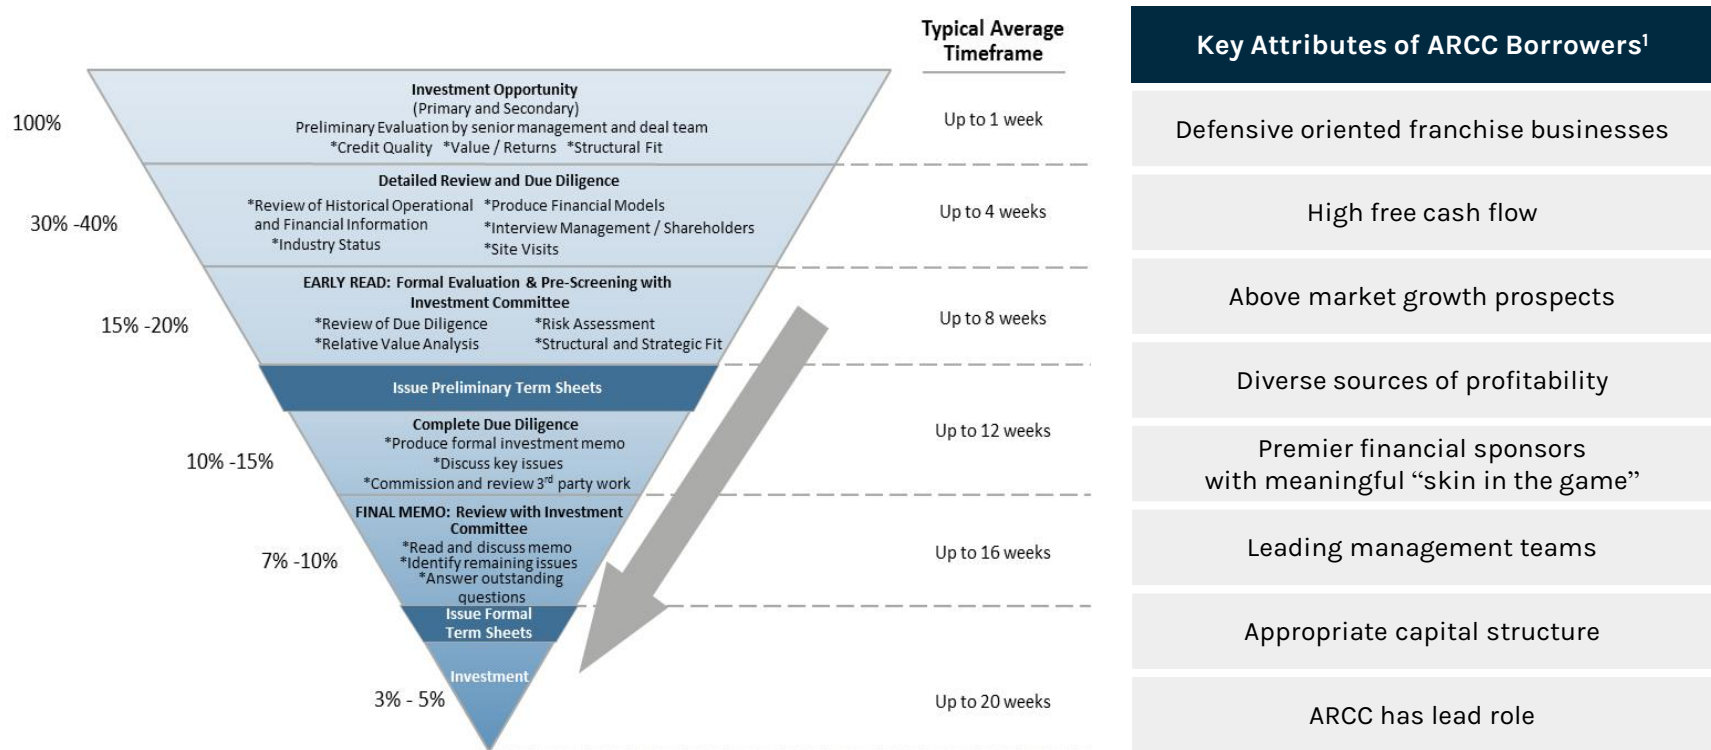 Typical Average
Timeframe
100%
Investment Opportunity
(Primary and Secondary)
Preliminary Evaluation by senior management and deal team
*Credit Quality *Value / Returns *Structural Fit
Up to 1 week
30% -40%
Detailed Review and Due Diligence
*Review of Historical Operational
and Financial Information
*Industry Status
*Produce Financial Models
*Interview Management / Shareholders
*Site Visits
Up to 4 weeks
15% -20%
EARLY READ: Formal Evaluation & Pre-Screening with
Investment Committee
*Review of Due Diligence
*Relative Value Analysis
*Risk Assessment
*Structural and Strategic Fit
Up to 8 weeks
Issue Preliminary Term Sheets
10% -15%
Complete Due Diligence
*Produce formal investment memo
*Discuss key issues
*Commission and review 3rd party work
Up to 12 weeks
7% -10%
FINAL MEMO: Review with Investment
Committee
*Read and discuss memo
*Identify remaining issues
*Answer outstanding
questions
Up to 16 weeks
Issue Formal
Term Sheets
3% - 5%
Investment
Up to 20 weeks
Key Attributes of ARCC Borrowers1
Defensive oriented franchise businesses
High free cash flow
Above market growth prospects
Diverse sources of profitability
Premier financial sponsors
with meaningful “skin in the game”
Leading management teams
Appropriate capital structure
ARCC has lead role